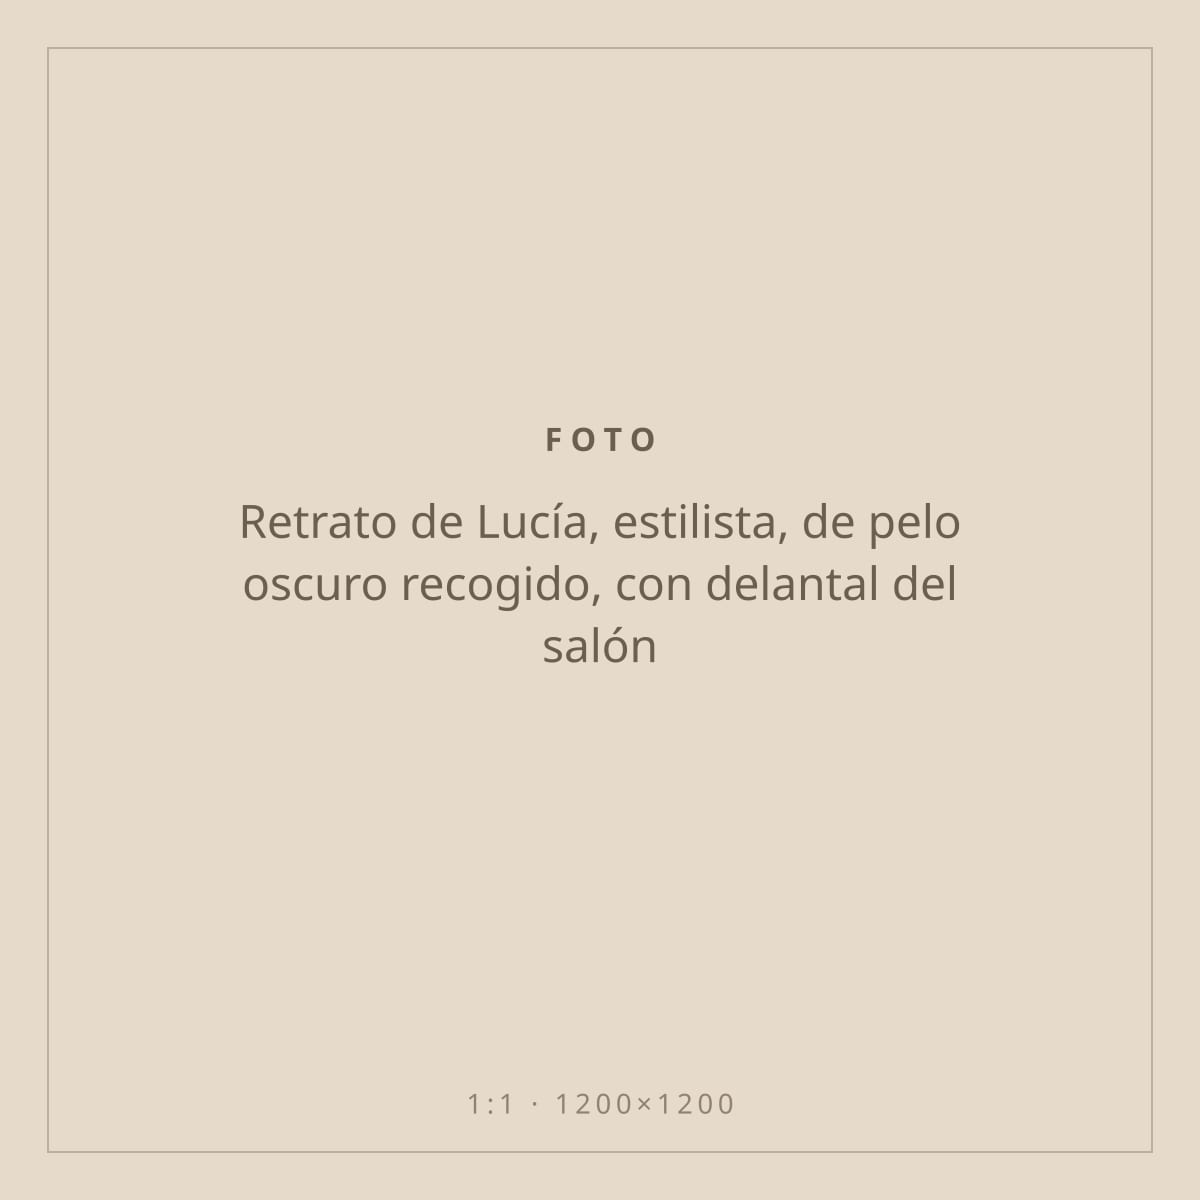 FOTO
Retrato de Lucía, estilista, de pelo
oscuro recogido, con delantal del
salón
1:1 · 1200×1200